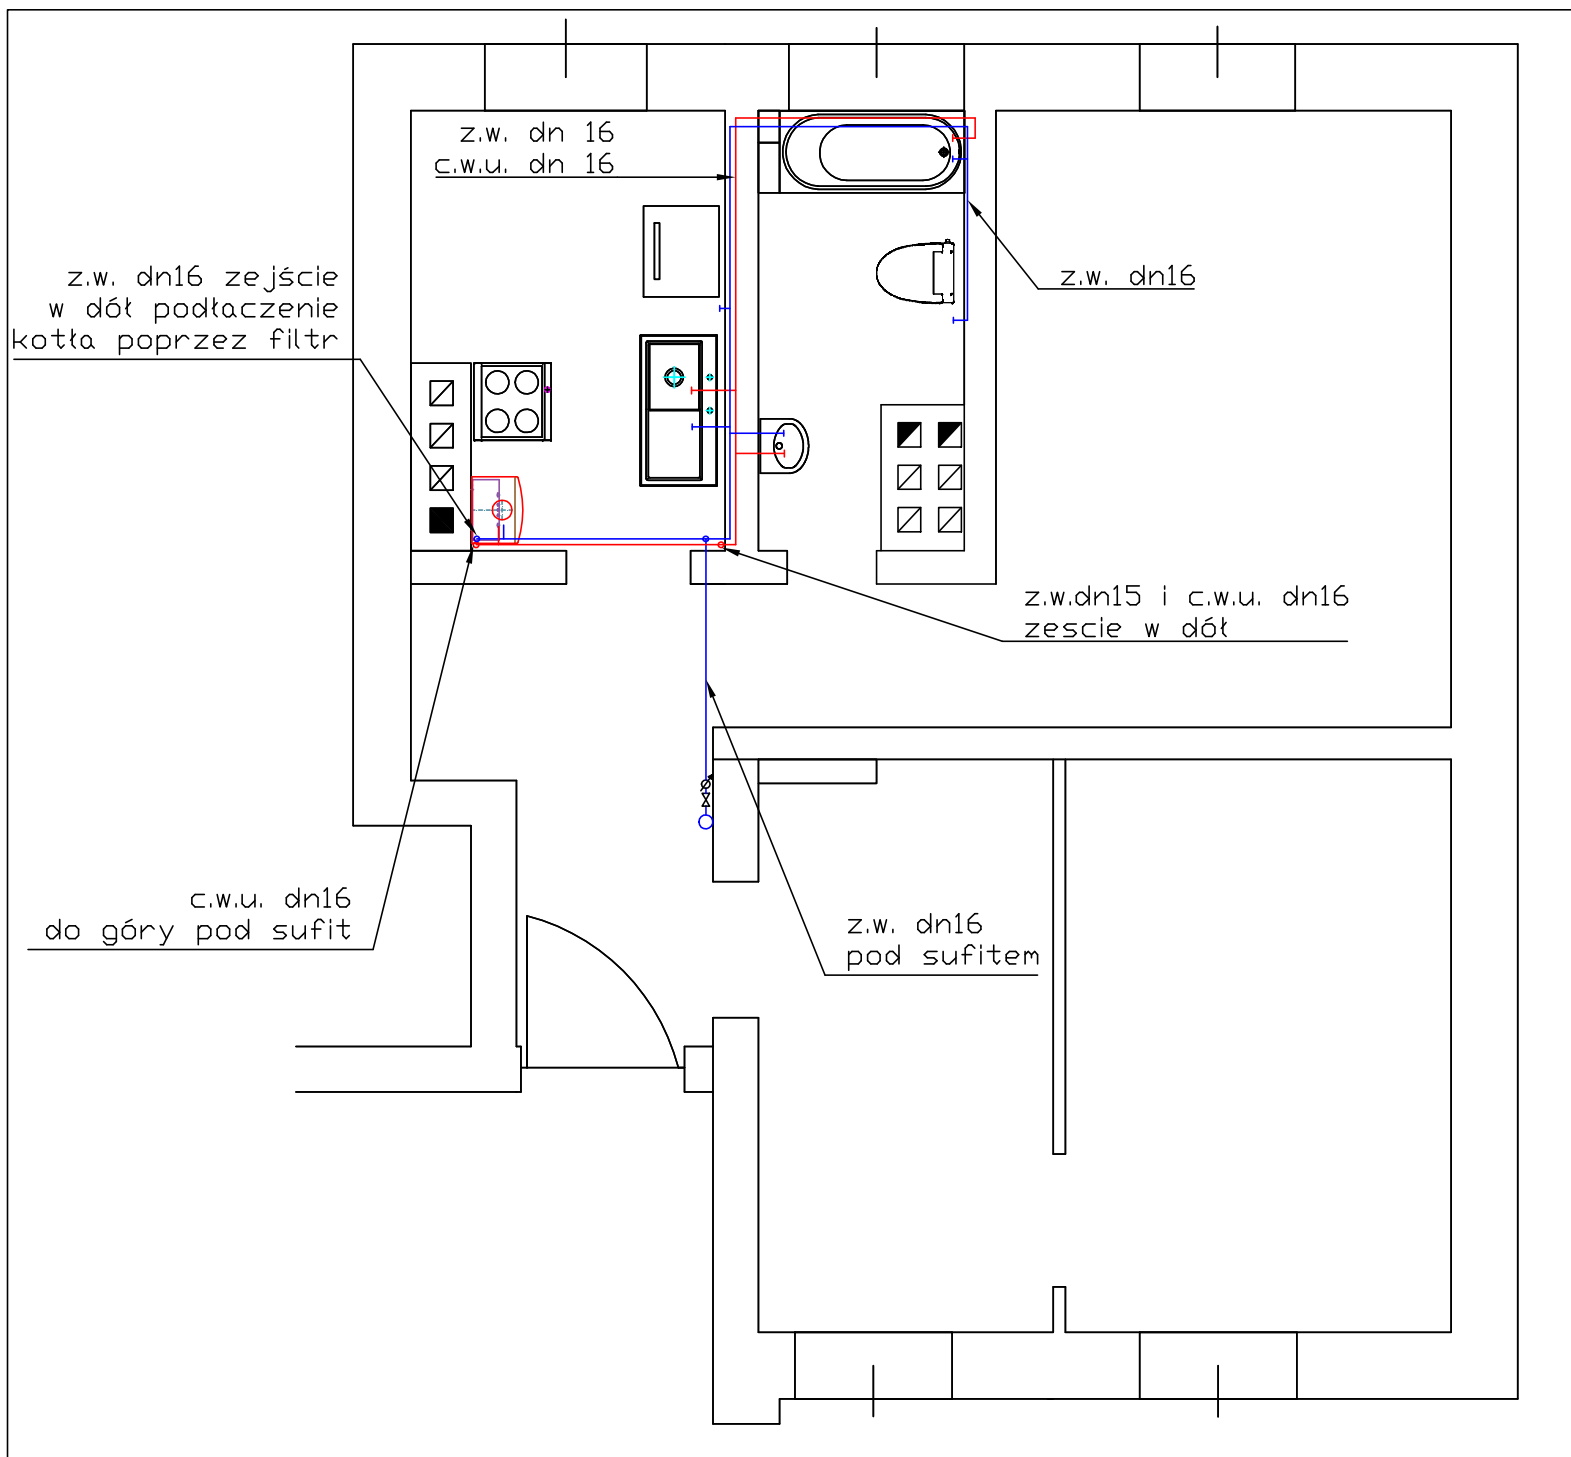 z.w. dn 16
c.w.u. dn 16
z.w. dn16 zejście
w dół podłaczenie
kotła poprzez filtr
z.w. dn16
z.w.dn15 i c.w.u. dn16
zescie w dół
c.w.u. dn16
do góry pod sufit
z.w. dn16
pod sufitem